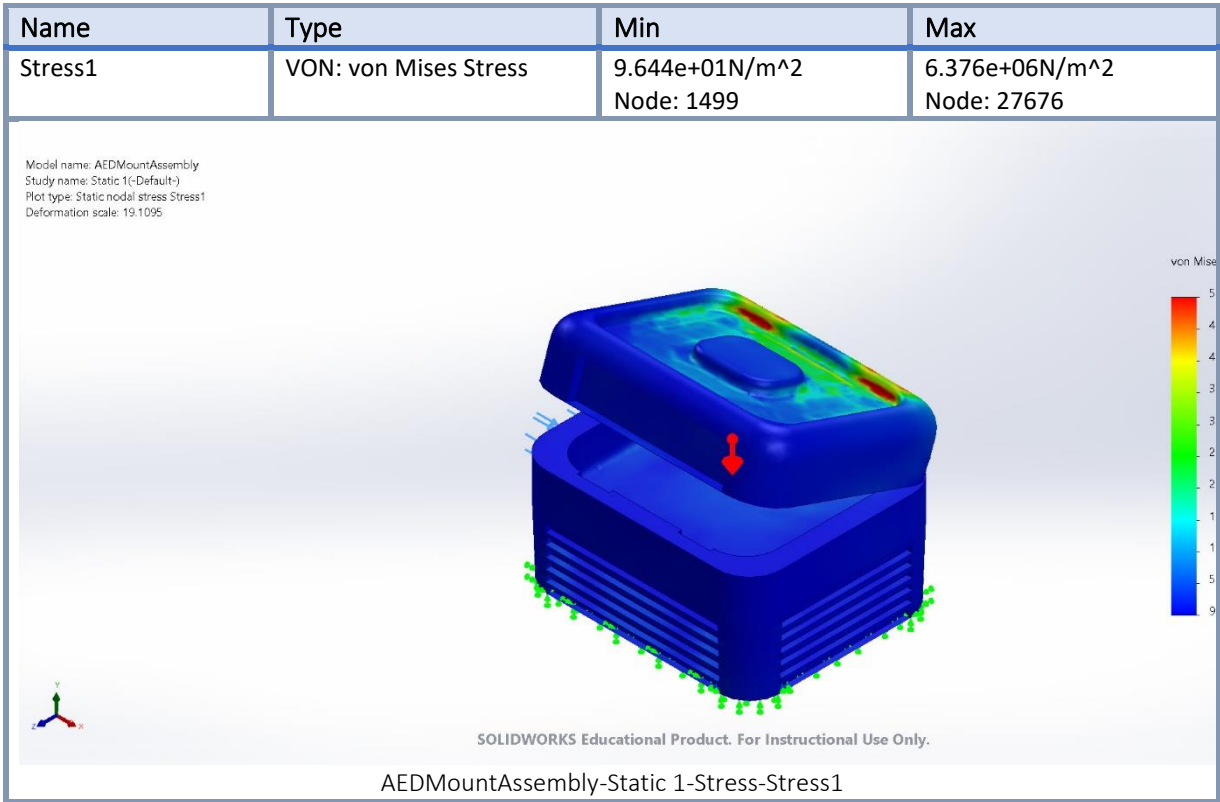 Name Type Min Max
Stress1 VON: von Mises Stress 9.644e+01N/m^2 6.376e+06N/m^2
Node: 1499 Node: 27676
Model name: AEDMountAssembly
Study name: Static 1(-Default-)
Plot type: Static nodal stress Stress1
Deformation scale: 19.1095
von Mise
5
4
4
3
3
2
2
1
1
5
9
Y
Z X
SOLIDWORKS Educational Product. For Instructional Use Only.
AEDMountAssembly-Static 1-Stress-Stress1